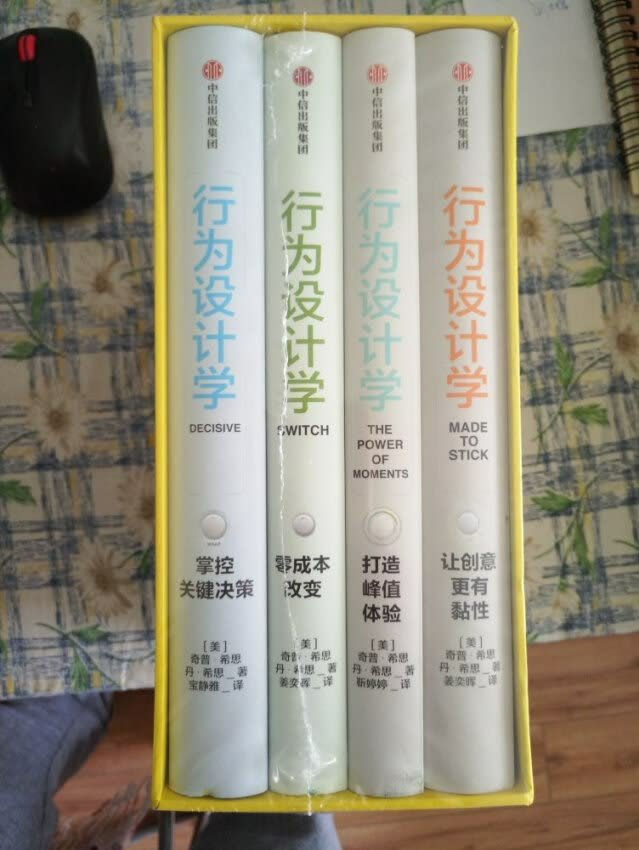 中信出版集团
行为设计学
DECISIVE
掌控
关键决策
[美]
奇普·希思
丹·希思_著
宝静雅_译
中信出版集团
行为设计学
SWITCH
零成本
改变
[美]
奇普·希思
丹·希思_著
姜奕晖_译
中信出版集团
行为设计学
THE
POWER
OF
MOMENTS
打造
峰值
体验
[美]
奇普·希思
丹·希思_著
靳婷婷_译
中信出版集团
行为设计学
MADE
TO
STICK
让创意
更有
黏性
[美]
奇普·希思
丹·希思_著
姜奕晖_译